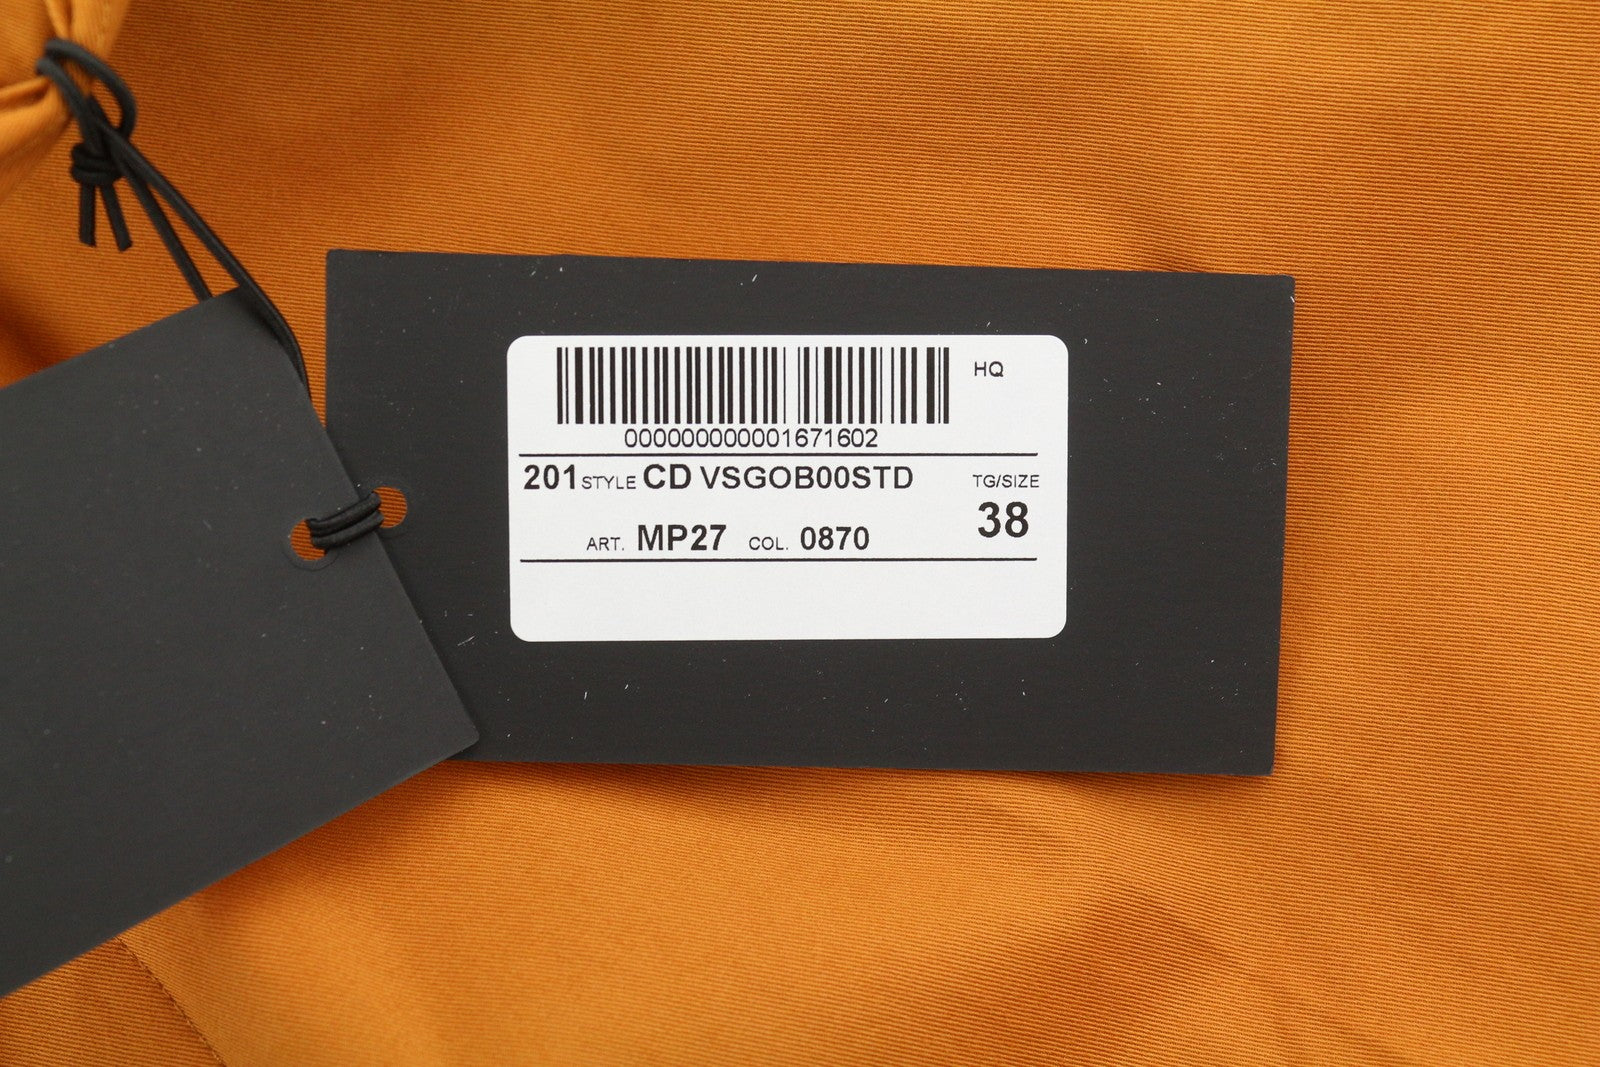 HQ
000000000001671602
201 STYLE CD VSGOB00STD TG/SIZE
38
ART. MP27 COL. 0870